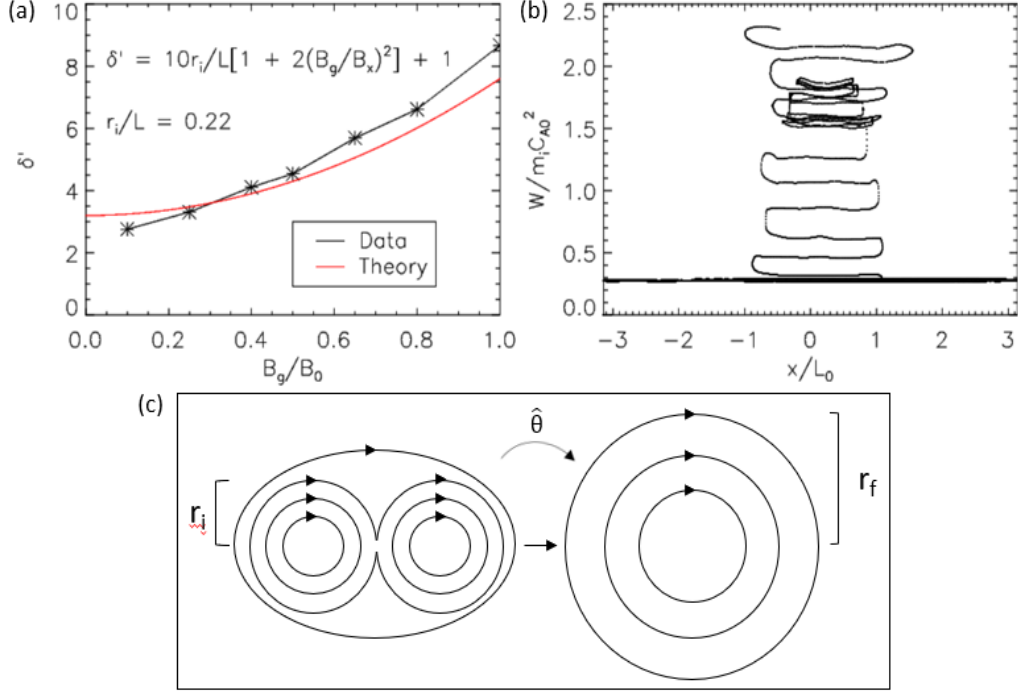 (a)
δ' = 10r_i/L[1 + 2(B_g/B_x)²] + 1
r_i/L = 0.22
Data
Theory
δ'
10
8
6
4
2
0
0.0 0.2 0.4 0.6 0.8 1.0
B_g/B_0
(b)
W/m_iC_A0²
2.5
2.0
1.5
1.0
0.5
0.0
-3 -2 -1 0 1 2 3
x/L_0
(c)
r_i
θ̂
r_f